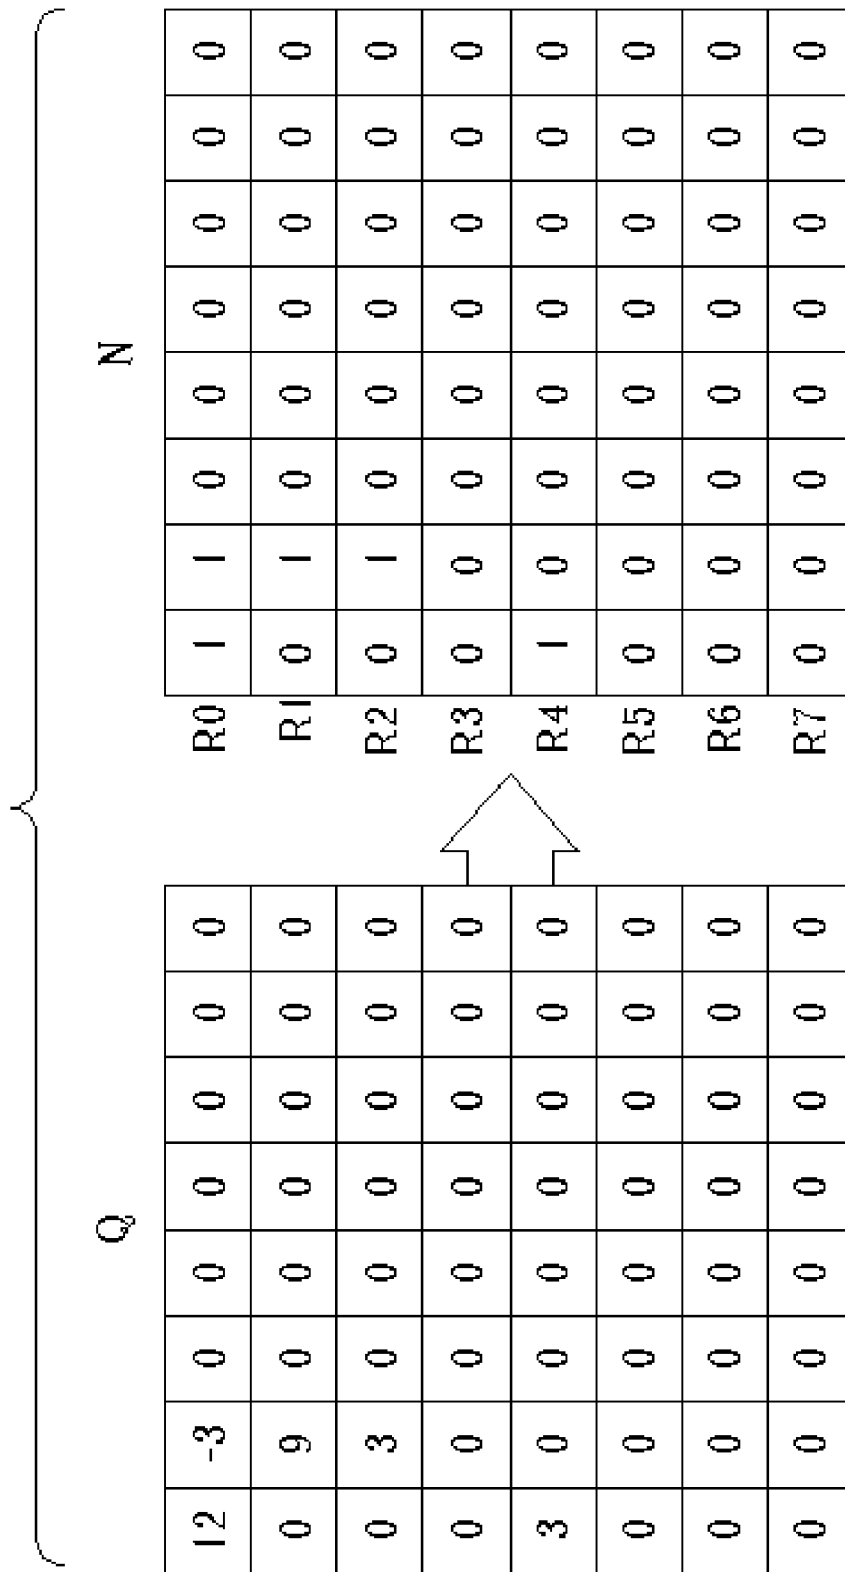 Q N
12 -3 0 0 0 0 0 0 R0 1 1 0 0 0 0 0 0
0 9 0 0 0 0 0 0 R1 0 1 0 0 0 0 0 0
0 3 0 0 0 0 0 0 R2 0 1 0 0 0 0 0 0
0 0 0 0 0 0 0 0 R3 0 0 0 0 0 0 0 0
3 0 0 0 0 0 0 0 R4 1 0 0 0 0 0 0 0
0 0 0 0 0 0 0 0 R5 0 0 0 0 0 0 0 0
0 0 0 0 0 0 0 0 R6 0 0 0 0 0 0 0 0
0 0 0 0 0 0 0 0 R7 0 0 0 0 0 0 0 0